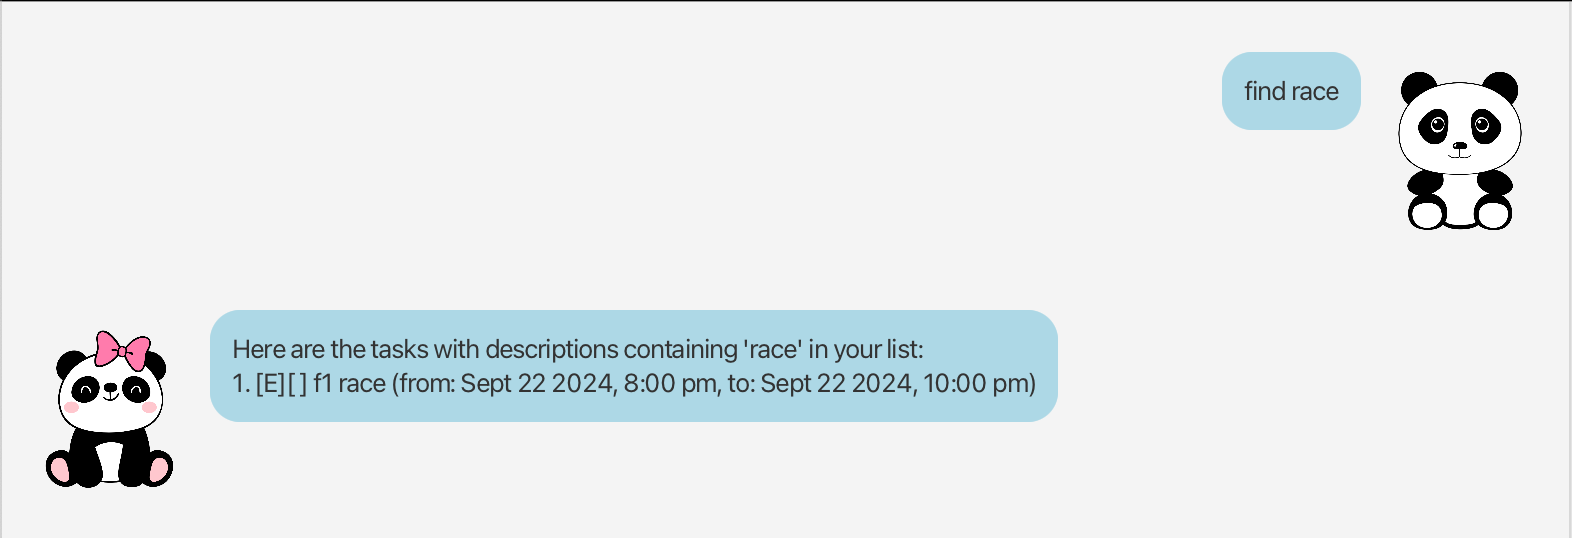 find race
Here are the tasks with descriptions containing 'race' in your list:
1. [E][ ] f1 race (from: Sept 22 2024, 8:00 pm, to: Sept 22 2024, 10:00 pm)